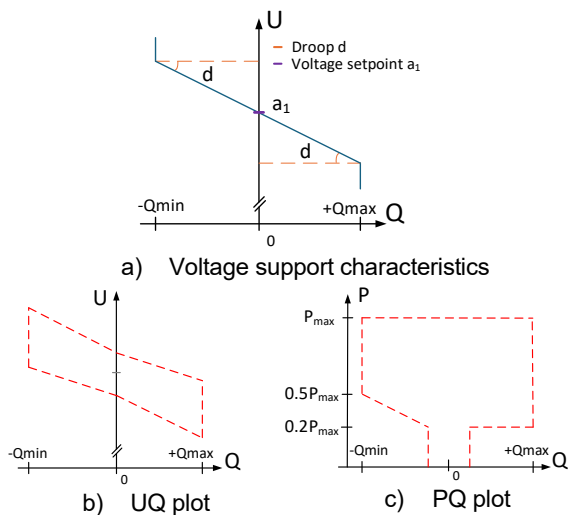 U
Droop d
Voltage setpoint a₁
d
a₁
d
-Qmin
+Qmax
Q
0
a) Voltage support characteristics
U
-Qmin
+Qmax
Q
0
b) UQ plot
P
Pmax
0.5Pmax
0.2Pmax
-Qmin
+Qmax
0
Q
c) PQ plot